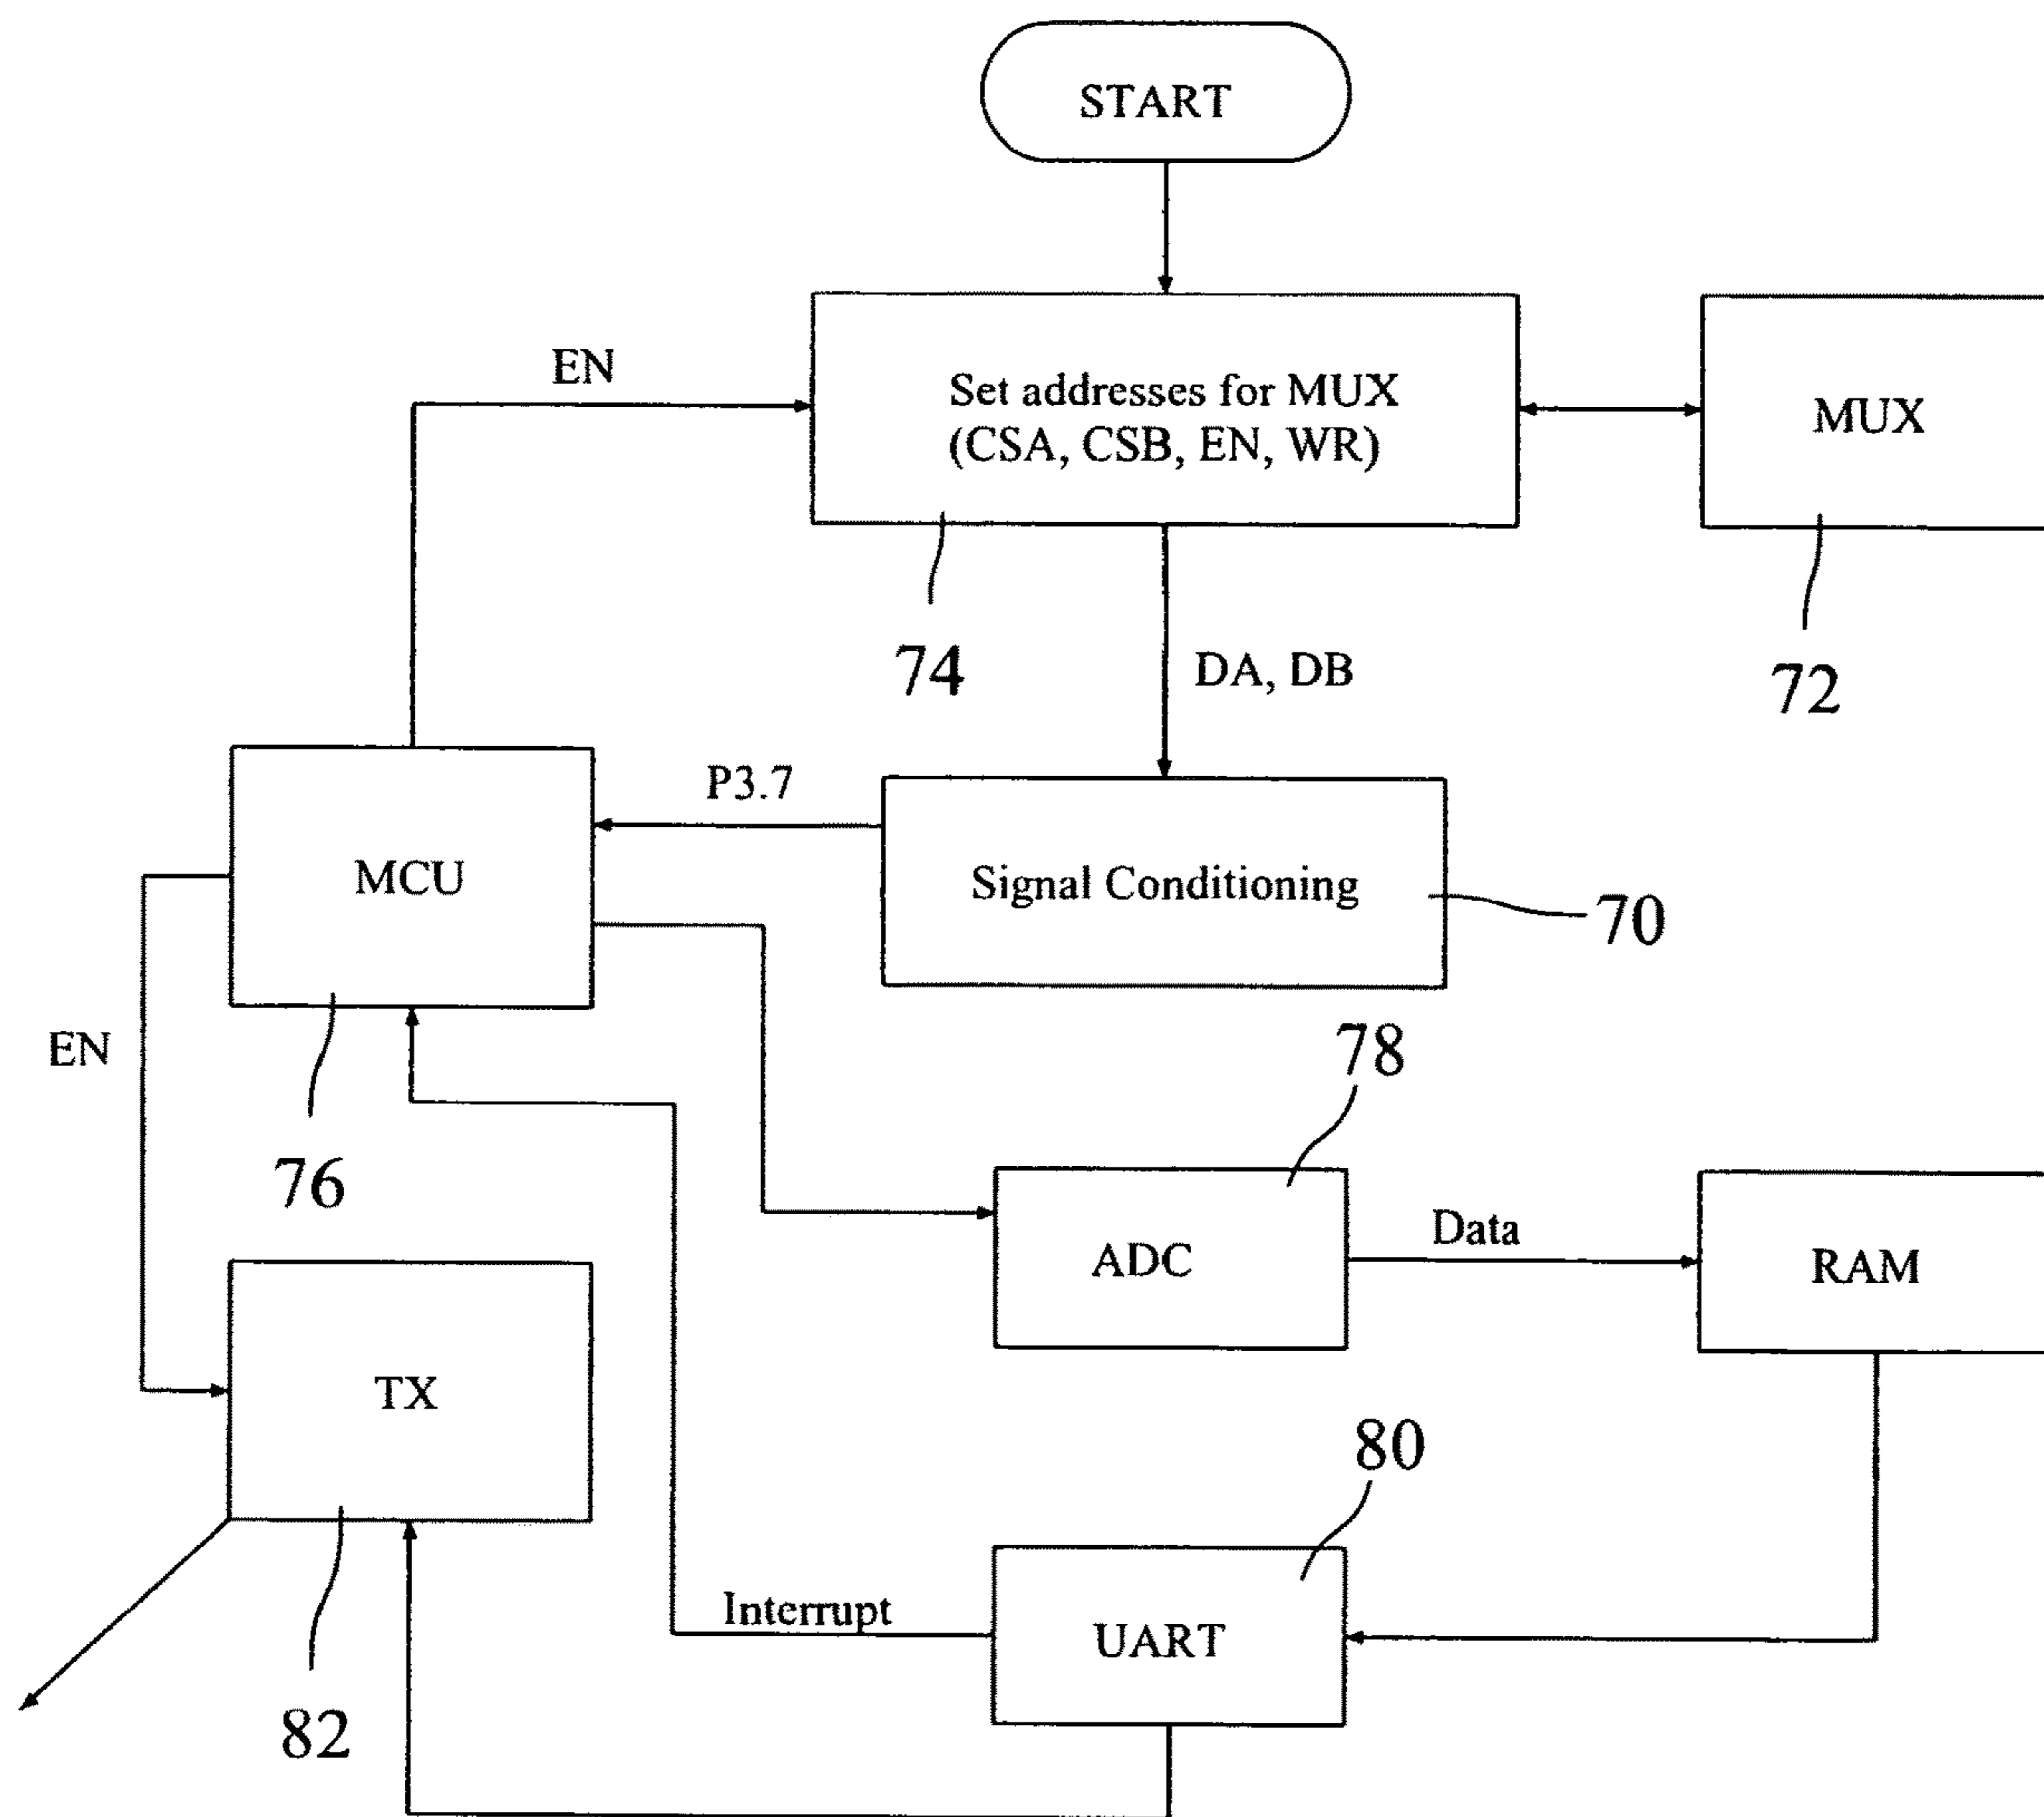 START
EN
Set addresses for MUX
(CSA, CSB, EN, WR)
MUX
74
DA, DB
72
P3.7
MCU
Signal Conditioning
70
EN
78
76
ADC
Data
RAM
TX
80
Interrupt
UART
82